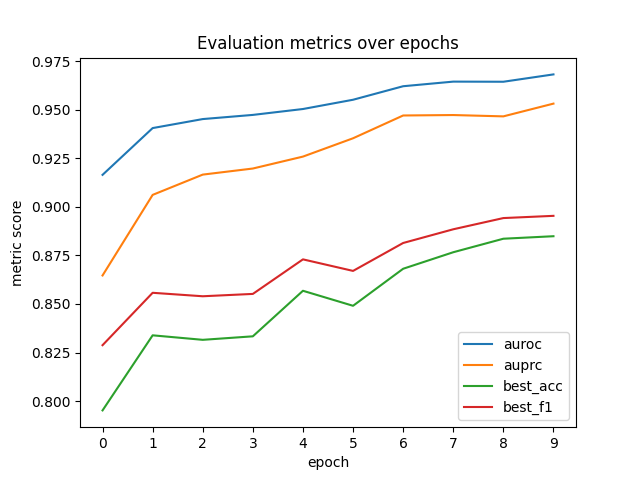 Evaluation metrics over epochs
metric score
0.975
0.950
0.925
0.900
0.875
0.850
0.825
0.800
auroc
auprc
best_acc
best_f1
0 1 2 3 4 5 6 7 8 9
epoch